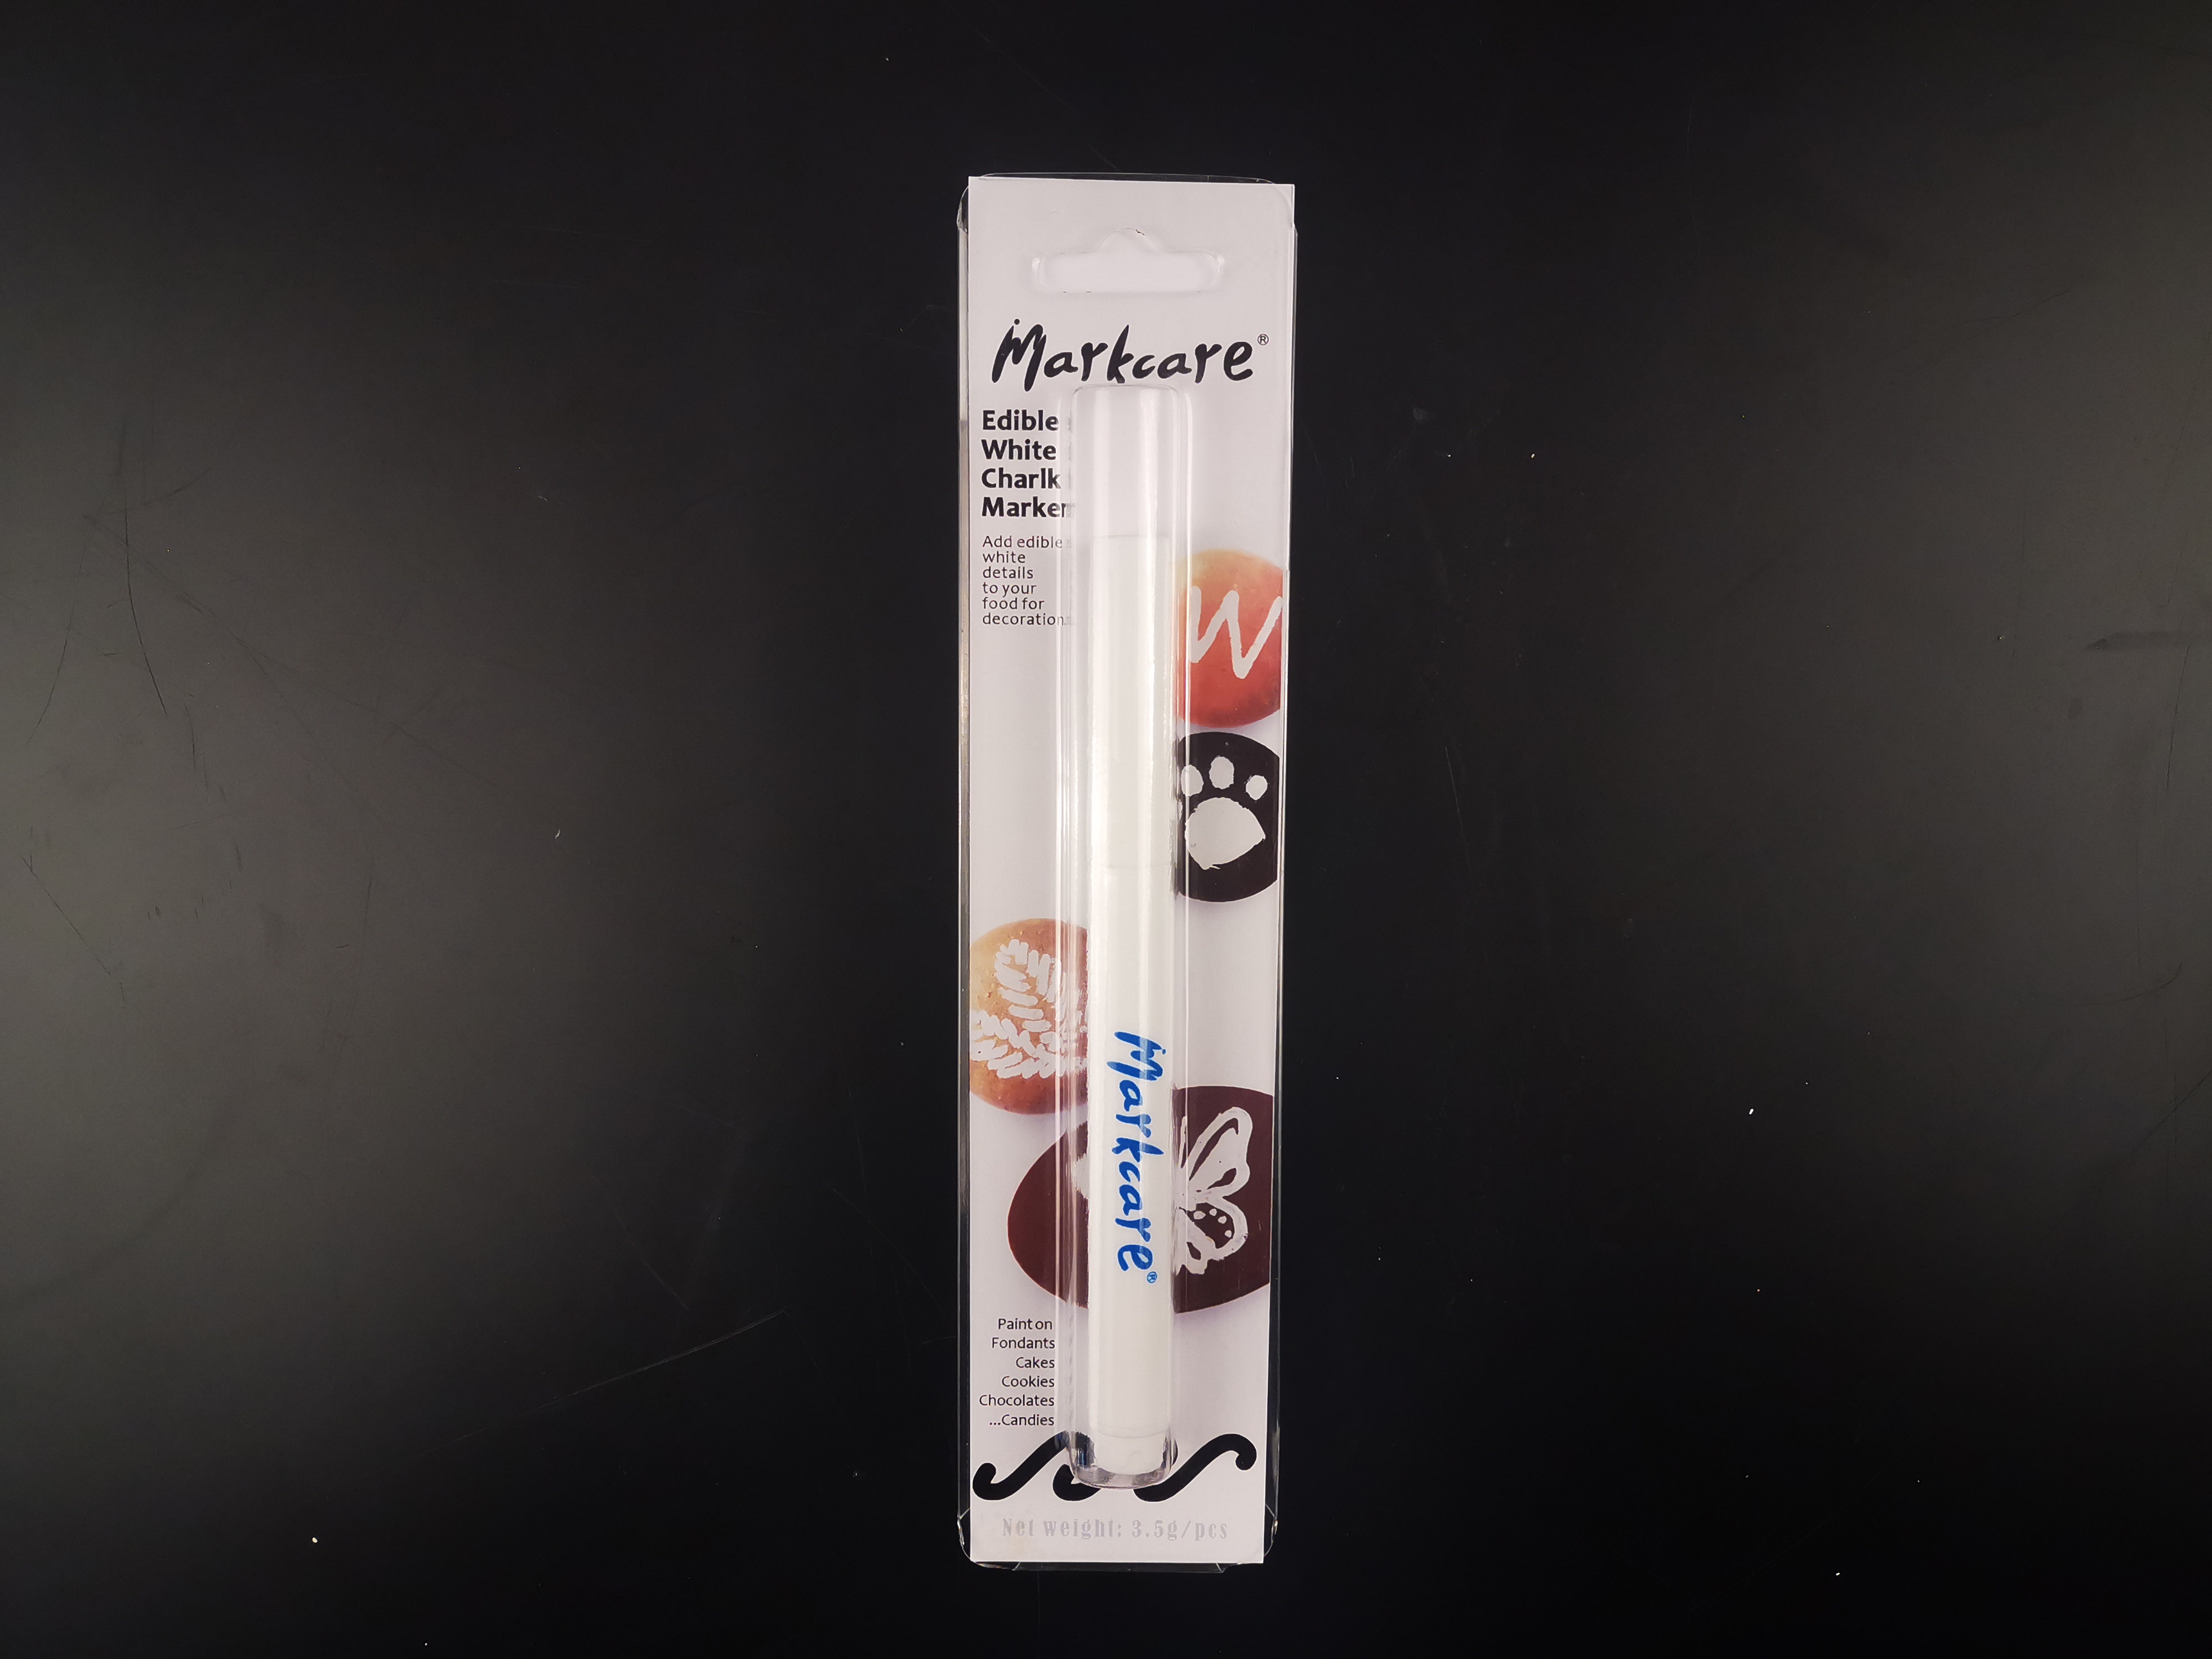 Markcare®
Edible
White
Charlk
Marker
Add edible
white
details
to your
food for
decoration
W
Markcare®
Paint on
Fondants
Cakes
Cookies
Chocolates
...Candies
Net weight: 3.5g/pcs